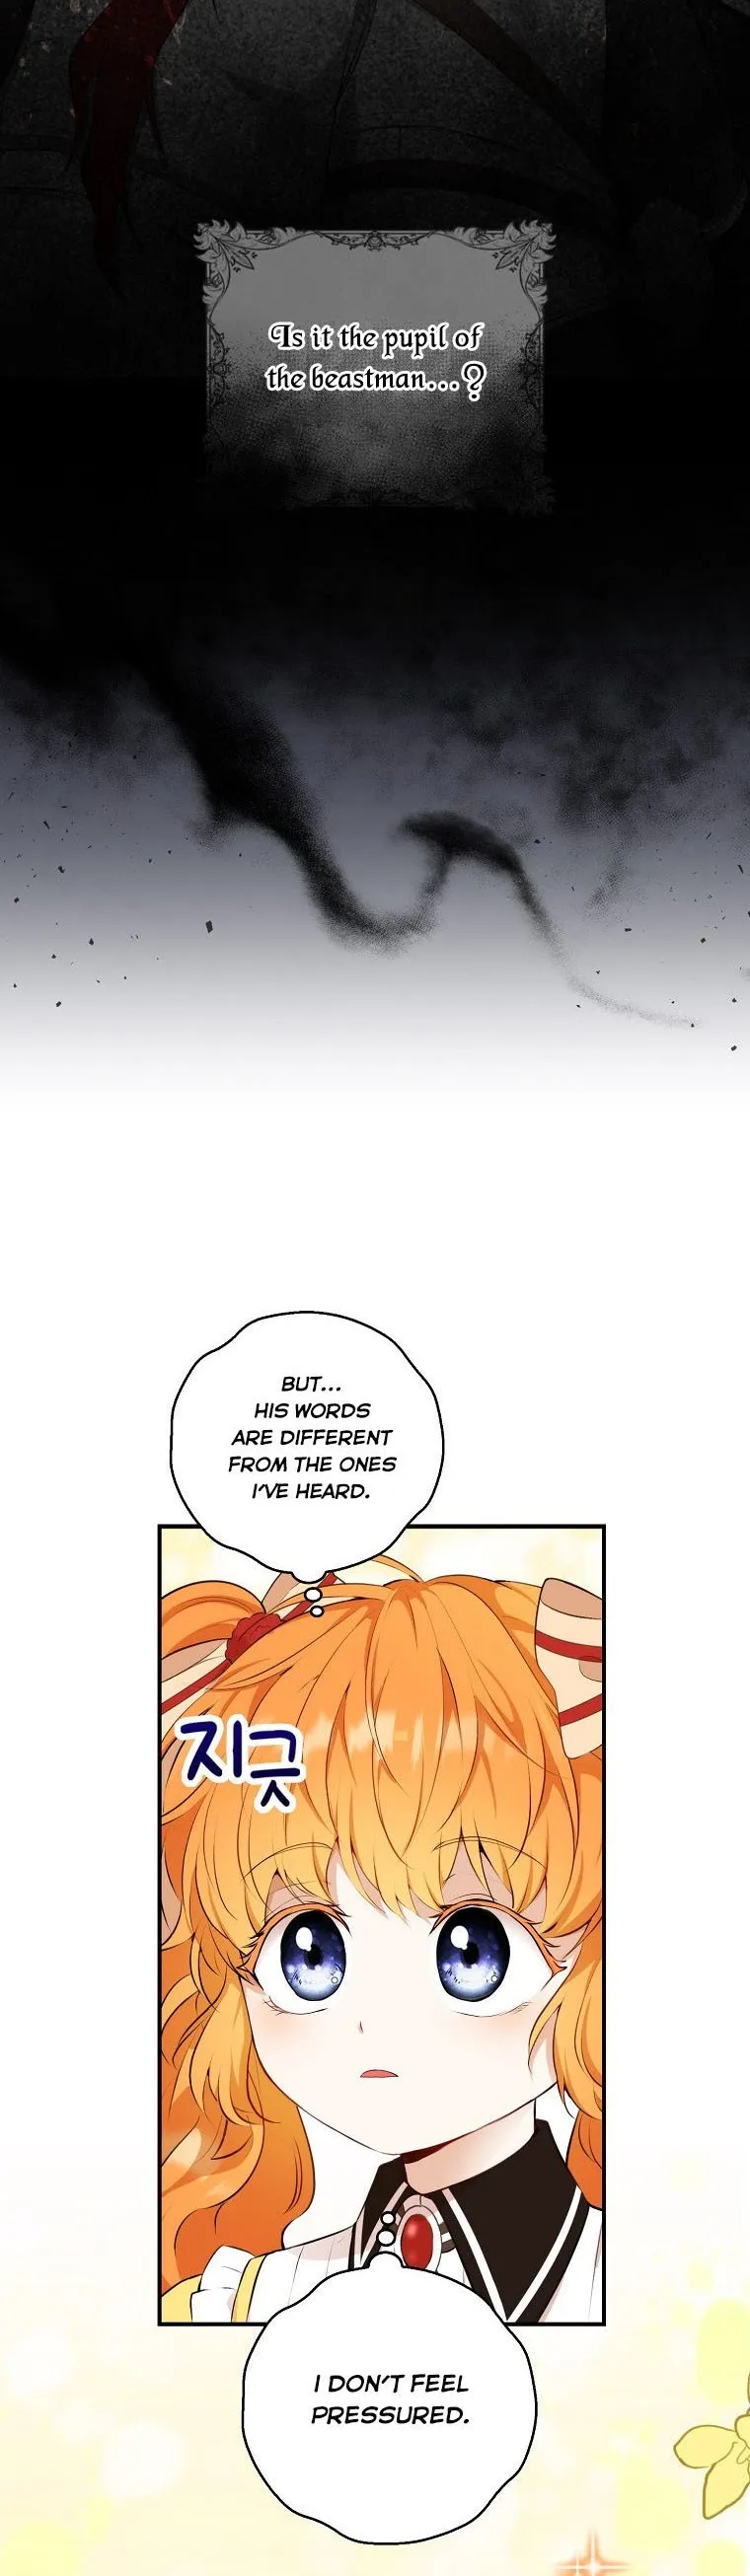 Is it the pupil of
the beastman...?
BUT...
HIS WORDS
ARE DIFFERENT
FROM THE ONES
I'VE HEARD.
지긋
I DON'T FEEL
PRESSURED.